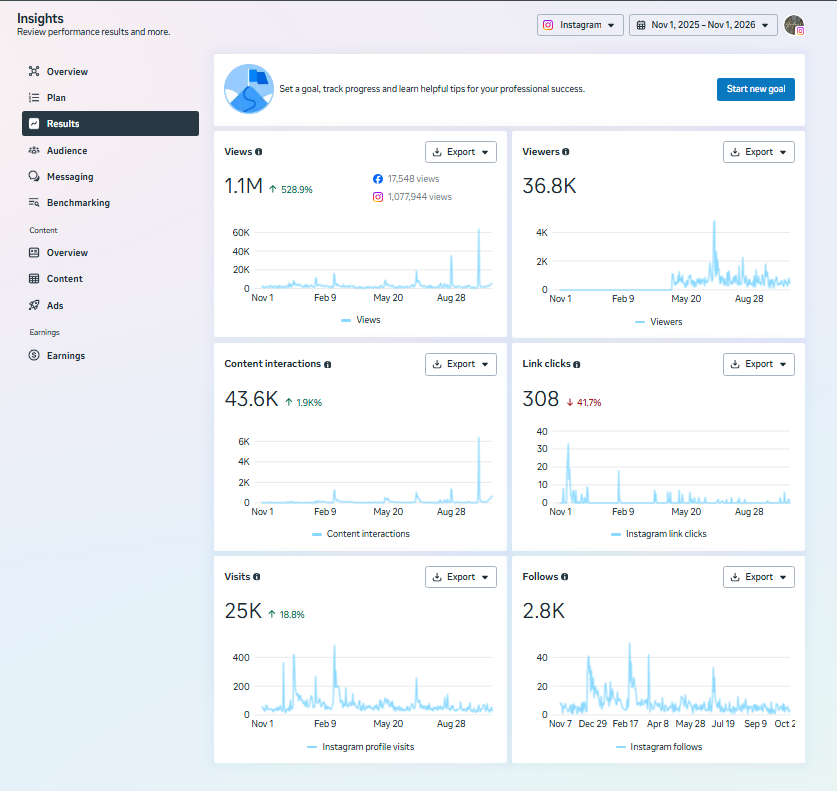 Insights
Review performance results and more.
Instagram
Nov 1, 2025 – Nov 1, 2026
Overview
Plan
Results
Audience
Messaging
Benchmarking
Content
Overview
Content
Ads
Earnings
Earnings
Set a goal, track progress and learn helpful tips for your professional success.
Start new goal
Views
Export
1.1M ↑ 528.9%
17,548 views
1,077,944 views
60K
40K
20K
0
Nov 1 Feb 9 May 20 Aug 28
Views
Viewers
Export
36.8K
4K
2K
0
Nov 1 Feb 9 May 20 Aug 28
Viewers
Content interactions
Export
43.6K ↑ 1.9K%
6K
4K
2K
0
Nov 1 Feb 9 May 20 Aug 28
Content interactions
Link clicks
Export
308 ↓ 41.7%
40
30
20
10
0
Nov 1 Feb 9 May 20 Aug 28
Instagram link clicks
Visits
Export
25K ↑ 18.8%
400
200
0
Nov 1 Feb 9 May 20 Aug 28
Instagram profile visits
Follows
Export
2.8K
40
20
0
Nov 7 Dec 29 Feb 17 Apr 8 May 28 Jul 19 Sep 9 Oct 2
Instagram follows